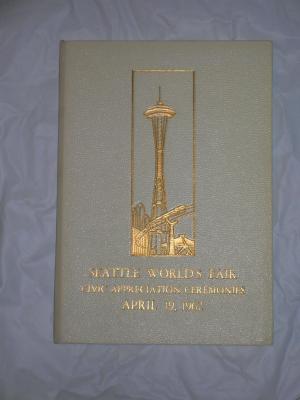 SEATTLE WORLD'S FAIR
CIVIC APPRECIATION CEREMONIES
APRIL 19, 1962